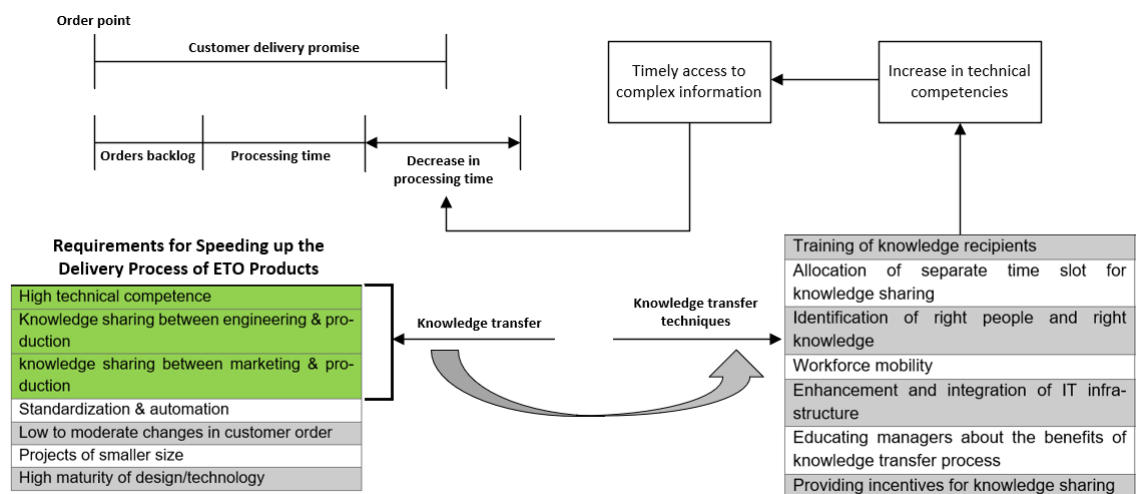 Order point
Customer delivery promise
Orders backlog
Processing time
Decrease in
processing time
Timely access to
complex information
Increase in technical
competencies
Requirements for Speeding up the
Delivery Process of ETO Products
High technical competence
Knowledge sharing between engineering & pro-
duction
knowledge sharing between marketing & pro-
duction
Standardization & automation
Low to moderate changes in customer order
Projects of smaller size
High maturity of design/technology
Knowledge transfer
Knowledge transfer
techniques
Training of knowledge recipients
Allocation of separate time slot for
knowledge sharing
Identification of right people and right
knowledge
Workforce mobility
Enhancement and integration of IT infra-
structure
Educating managers about the benefits of
knowledge transfer process
Providing incentives for knowledge sharing